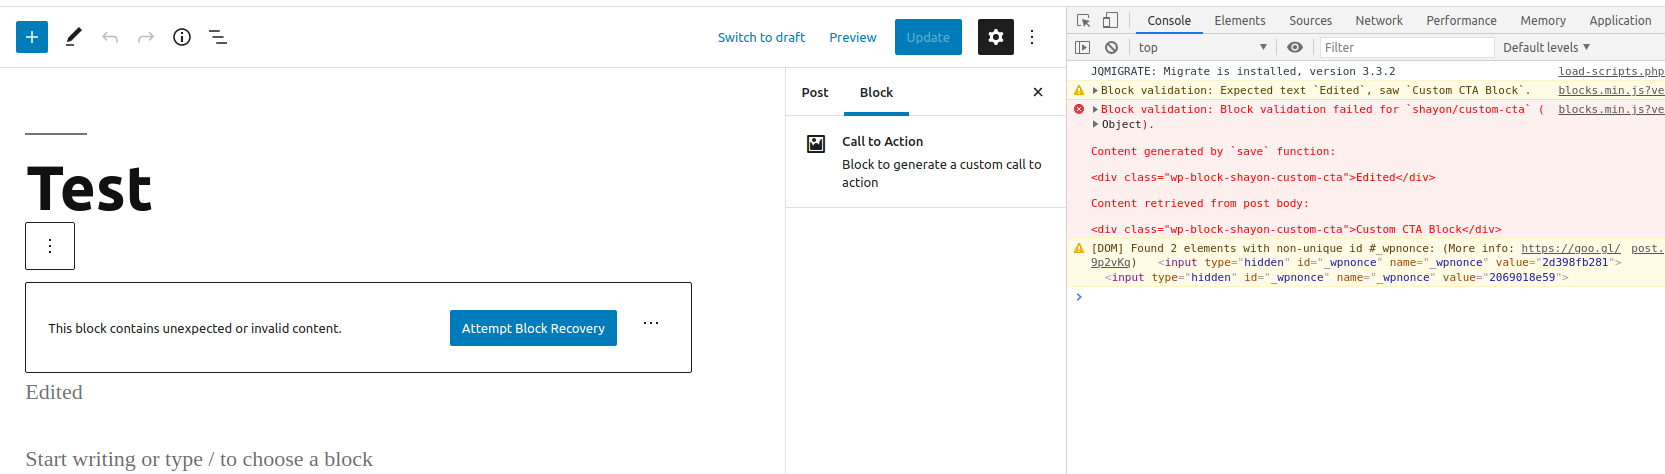 Switch to draft Preview Update
Post Block
Call to Action
Block to generate a custom call to
action
Test
This block contains unexpected or invalid content. Attempt Block Recovery
Edited
Start writing or type / to choose a block
Console Elements Sources Network Performance Memory Application
top Filter Default levels
JQMIGRATE: Migrate is installed, version 3.3.2 load-scripts.php
Block validation: Expected text `Edited`, saw `Custom CTA Block`. blocks.min.js?ve
Block validation: Block validation failed for `shayon/custom-cta` ( blocks.min.js?ve
Object).
Content generated by `save` function:
<div class="wp-block-shayon-custom-cta">Edited</div>
Content retrieved from post body:
<div class="wp-block-shayon-custom-cta">Custom CTA Block</div>
[DOM] Found 2 elements with non-unique id #_wpnonce: (More info: https://goo.gl/ post.
9p2vKq) <input type="hidden" id="_wpnonce" name="_wpnonce" value="2d398fb281">
<input type="hidden" id="_wpnonce" name="_wpnonce" value="2069018e59">